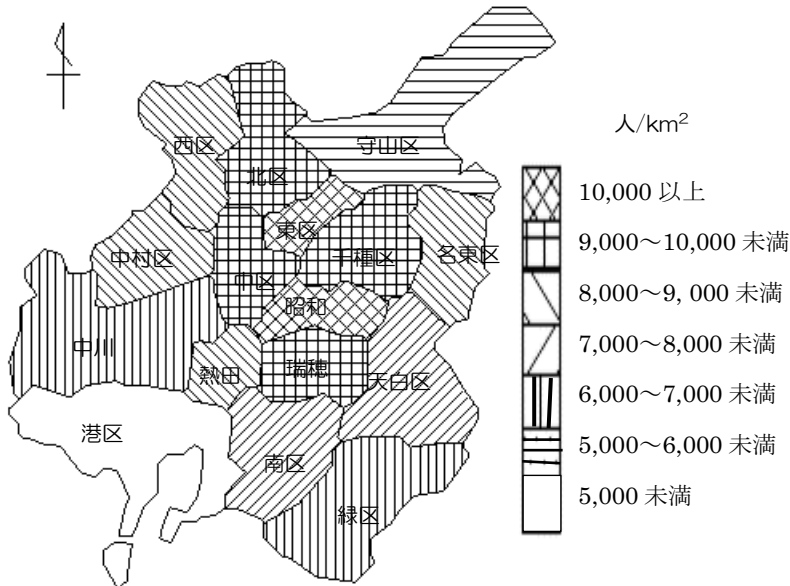 人/km²
西区
守山区
北区
10,000 以上
東区
中村区
千種区
名東区
9,000～10,000 未満
中区
8,000～9, 000 未満
昭和
中川
7,000～8,000 未満
熱田
瑞穂
天白区
6,000～7,000 未満
港区
5,000～6,000 未満
南区
5,000 未満
緑区